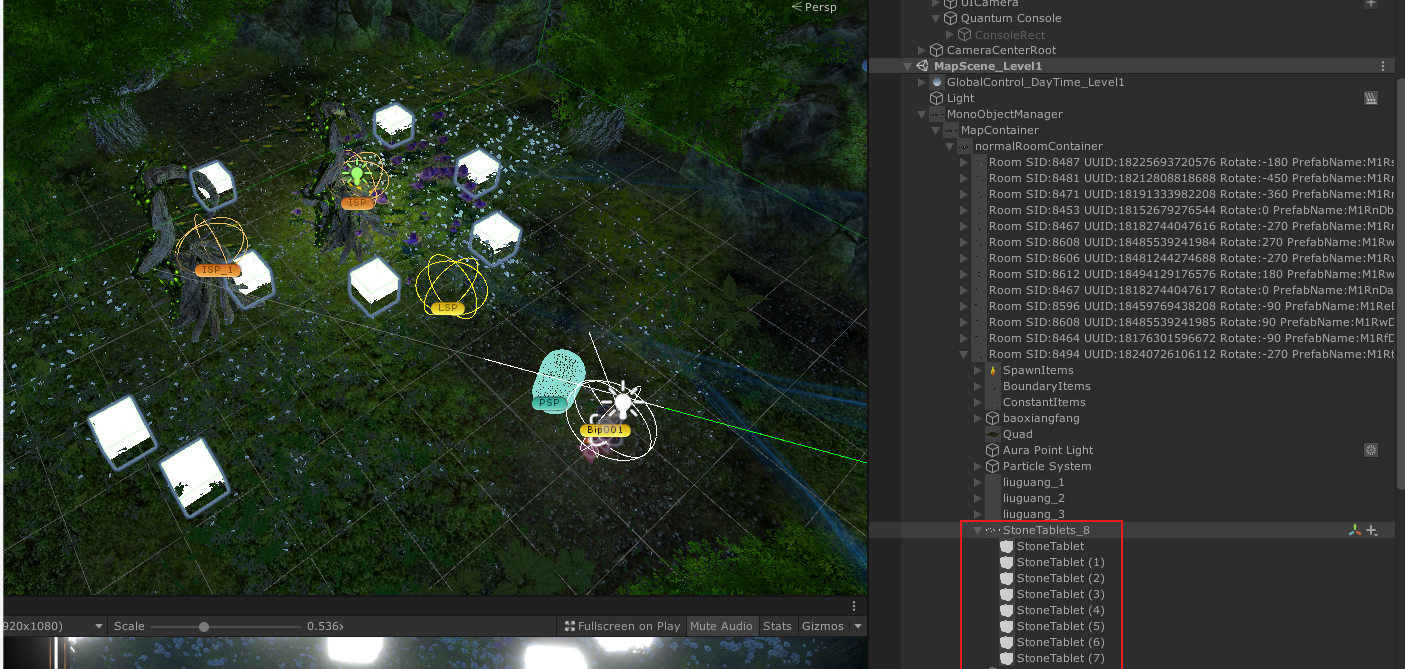 Persp
UICamera
Quantum Console
ConsoleRect
CameraCenterRoot
MapScene_Level1
GlobalControl_DayTime_Level1
Light
MonoObjectManager
MapContainer
normalRoomContainer
Room SID:8487 UUID:18225693720576 Rotate:-180 PrefabName:M1Rs
Room SID:8481 UUID:18212808818688 Rotate:-450 PrefabName:M1Rr
Room SID:8471 UUID:18191333982208 Rotate:-360 PrefabName:M1Rr
Room SID:8453 UUID:18152679276544 Rotate:0 PrefabName:M1RnDb
Room SID:8467 UUID:18182744047616 Rotate:-270 PrefabName:M1Rr
Room SID:8608 UUID:18485539241984 Rotate:270 PrefabName:M1Rw
Room SID:8606 UUID:18481244274688 Rotate:-270 PrefabName:M1Rw
Room SID:8612 UUID:18494129176576 Rotate:180 PrefabName:M1Rw
Room SID:8467 UUID:18182744047617 Rotate:0 PrefabName:M1RnDa
Room SID:8596 UUID:18459769438208 Rotate:-90 PrefabName:M1ReD
Room SID:8608 UUID:18485539241985 Rotate:90 PrefabName:M1RwD
Room SID:8464 UUID:18176301596672 Rotate:-90 PrefabName:M1RfD
Room SID:8494 UUID:18240726106112 Rotate:-270 PrefabName:M1Rt
SpawnItems
BoundaryItems
ConstantItems
baoxiangfang
Quad
Aura Point Light
Particle System
liuguang_1
liuguang_2
liuguang_3
StoneTablets_8
StoneTablet
StoneTablet (1)
StoneTablet (2)
StoneTablet (3)
StoneTablet (4)
StoneTablet (5)
StoneTablet (6)
StoneTablet (7)
ISP
ISP_1
LSP
PSP
Bip001
920x1080) Scale 0.536x Fullscreen on Play Mute Audio Stats Gizmos